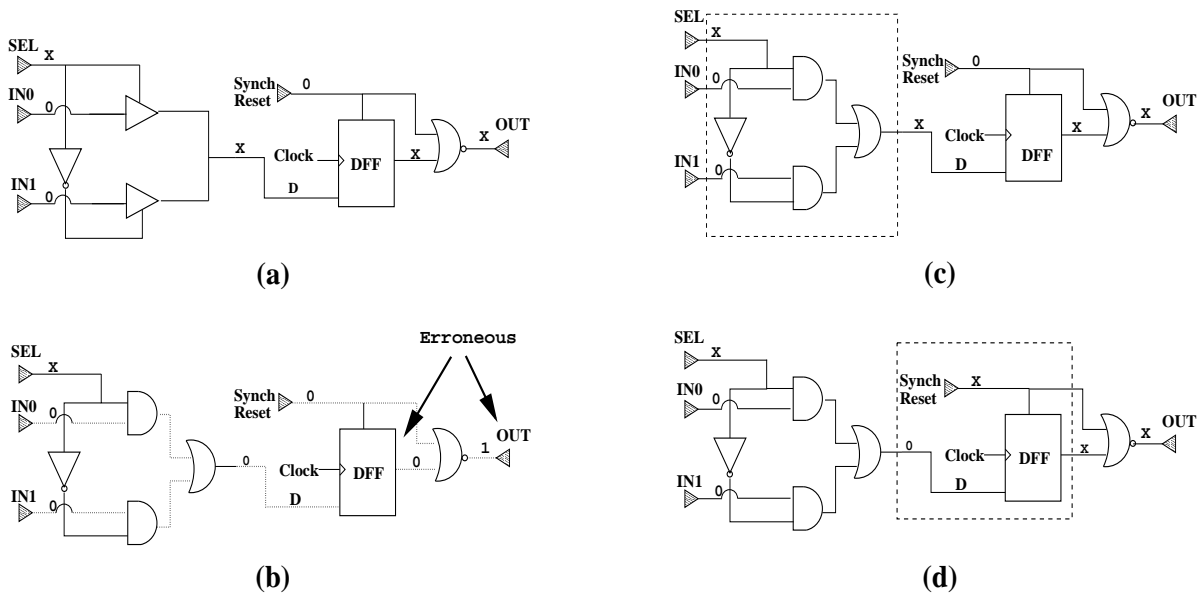 SEL
X
IN0
0
IN1
0
X
Synch
Reset
0
Clock
D
DFF
X
X
OUT
(a)
SEL
X
IN0
0
IN1
0
X
Synch
Reset
0
Clock
D
DFF
X
X
OUT
(c)
SEL
X
IN0
0
IN1
0
0
Synch
Reset
0
Clock
D
DFF
0
1
OUT
Erroneous
(b)
SEL
X
IN0
0
IN1
0
0
Synch
Reset
X
Clock
D
DFF
X
X
OUT
(d)